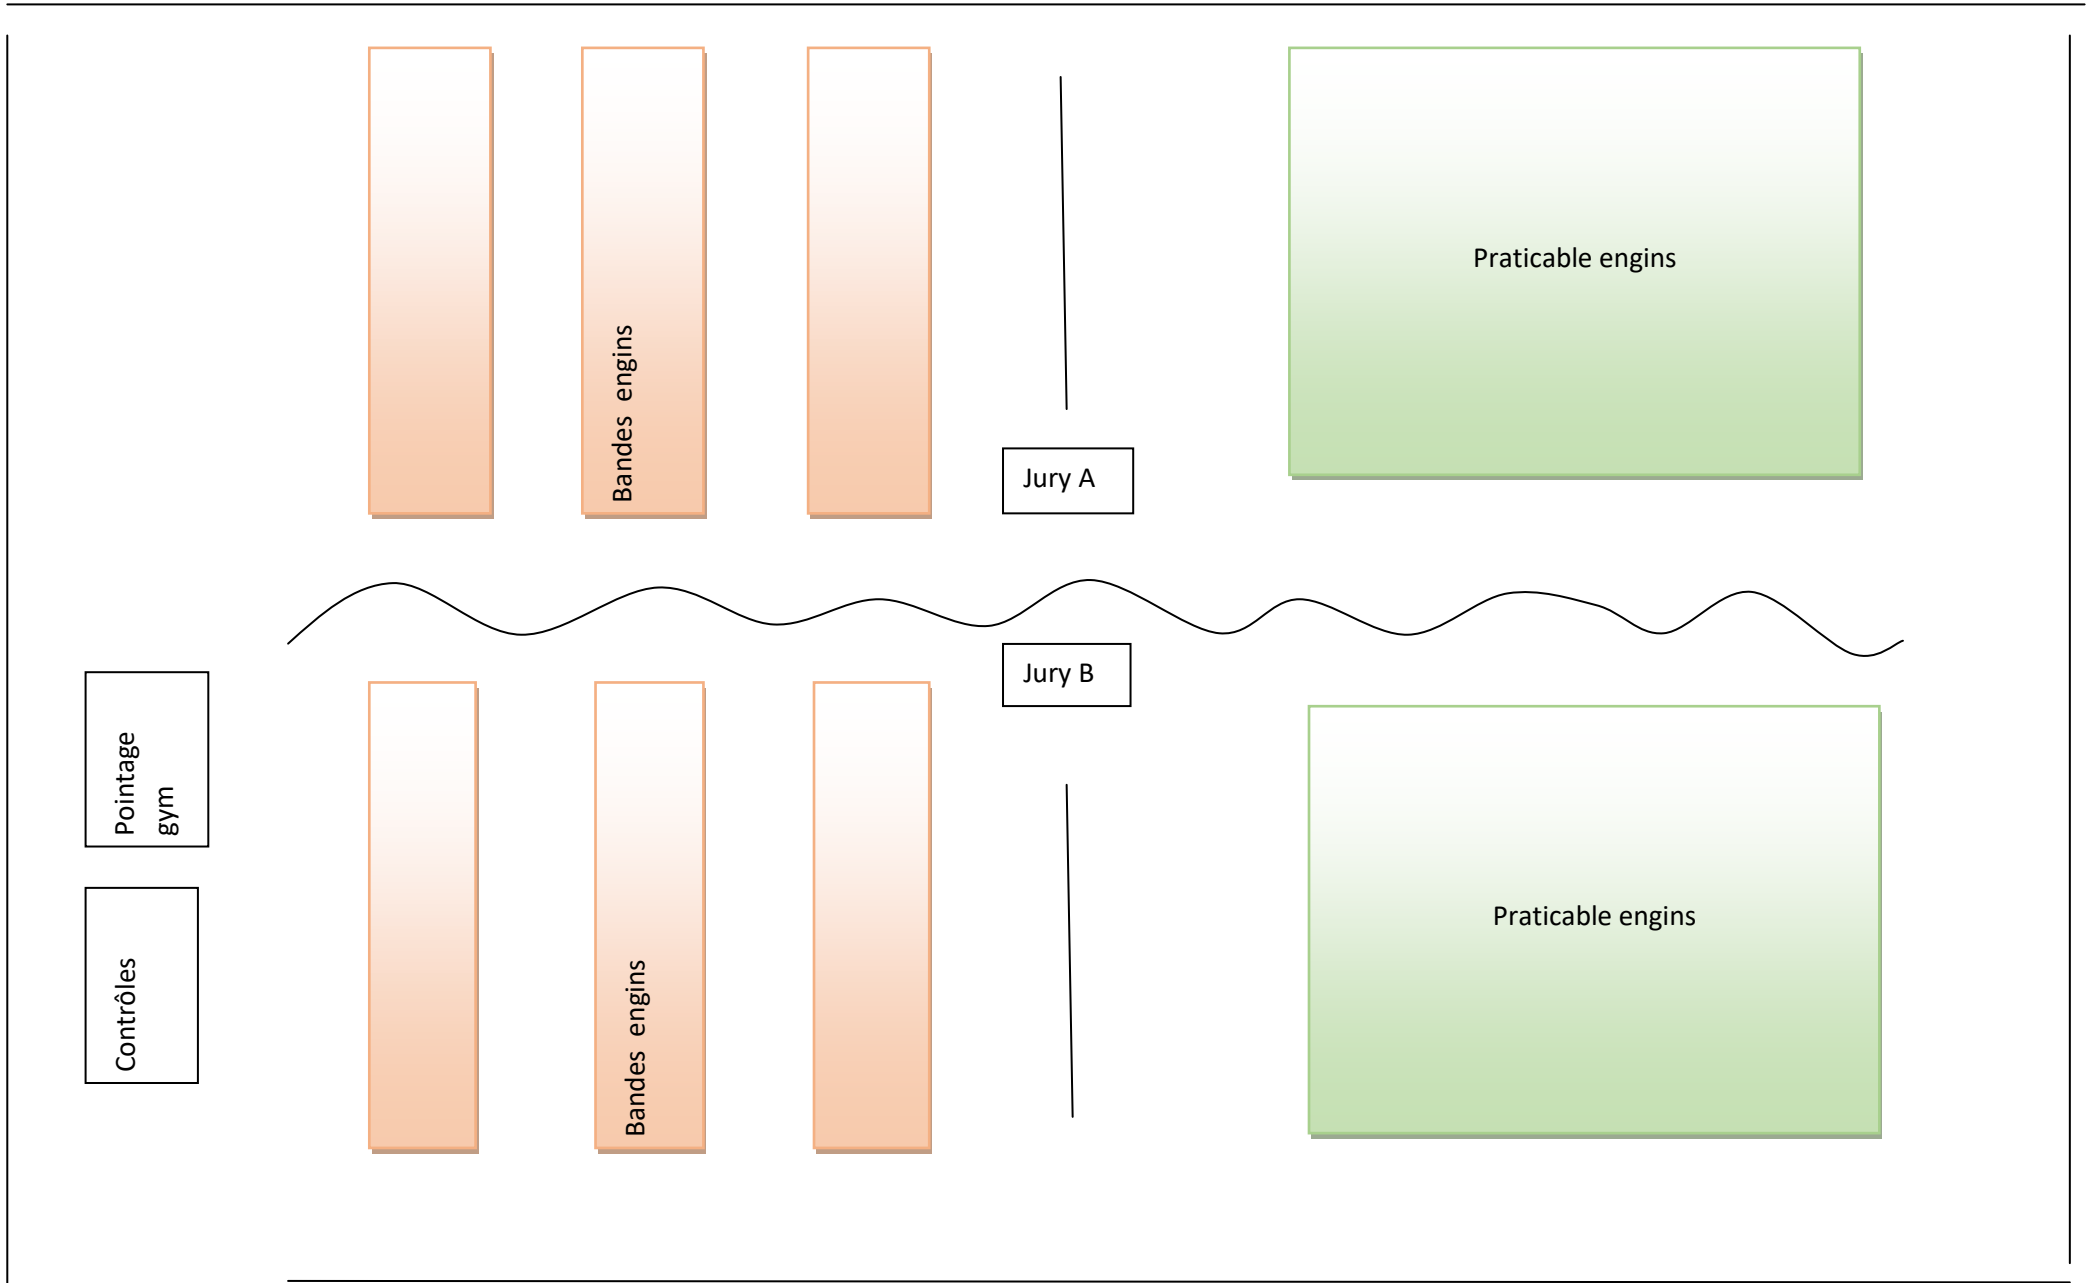 Bandes  engins
Praticable engins
Jury A
Jury B
Pointage
gym
Contrôles
Bandes  engins
Praticable engins